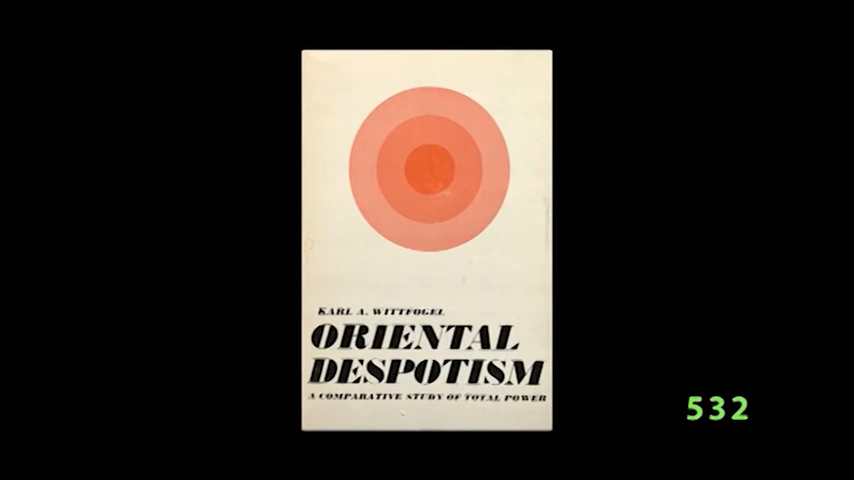 KARL A. WITTFOGEL
ORIENTAL
DESPOTISM
A COMPARATIVE STUDY OF TOTAL POWER
532